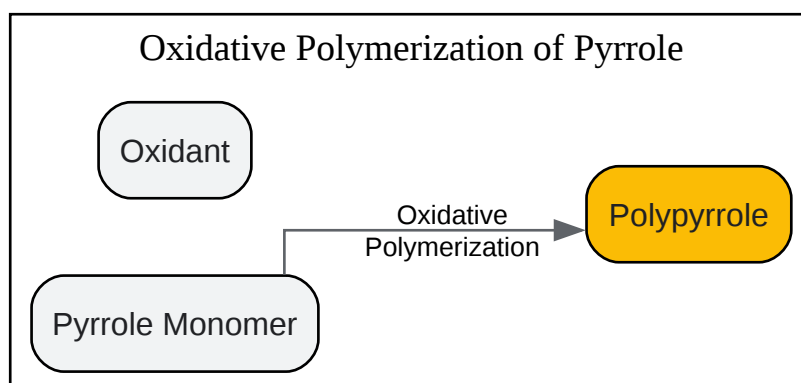 Oxidative Polymerization of Pyrrole
Oxidant
Oxidative
Polymerization
Polypyrrole
Pyrrole Monomer